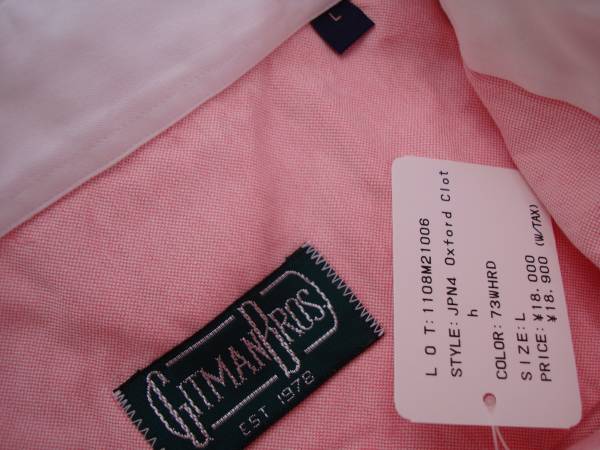 L
GITMAN BROS
EST 1978
L O T:1108M21006
STYLE:JPN4 Oxford Clot
h
COLOR:73WHRD
SIZE:L
PRICE:¥18.000
¥18.900 (W/TAX)